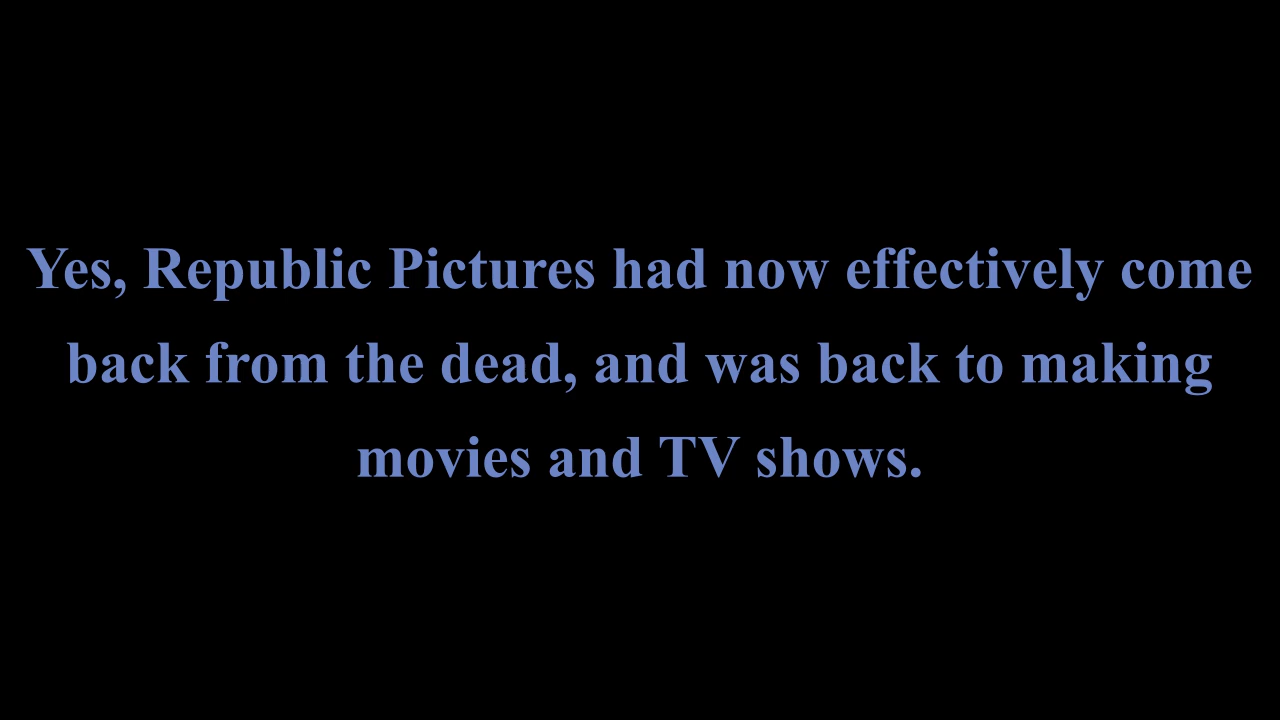 Yes, Republic Pictures had now effectively come
back from the dead, and was back to making
movies and TV shows.